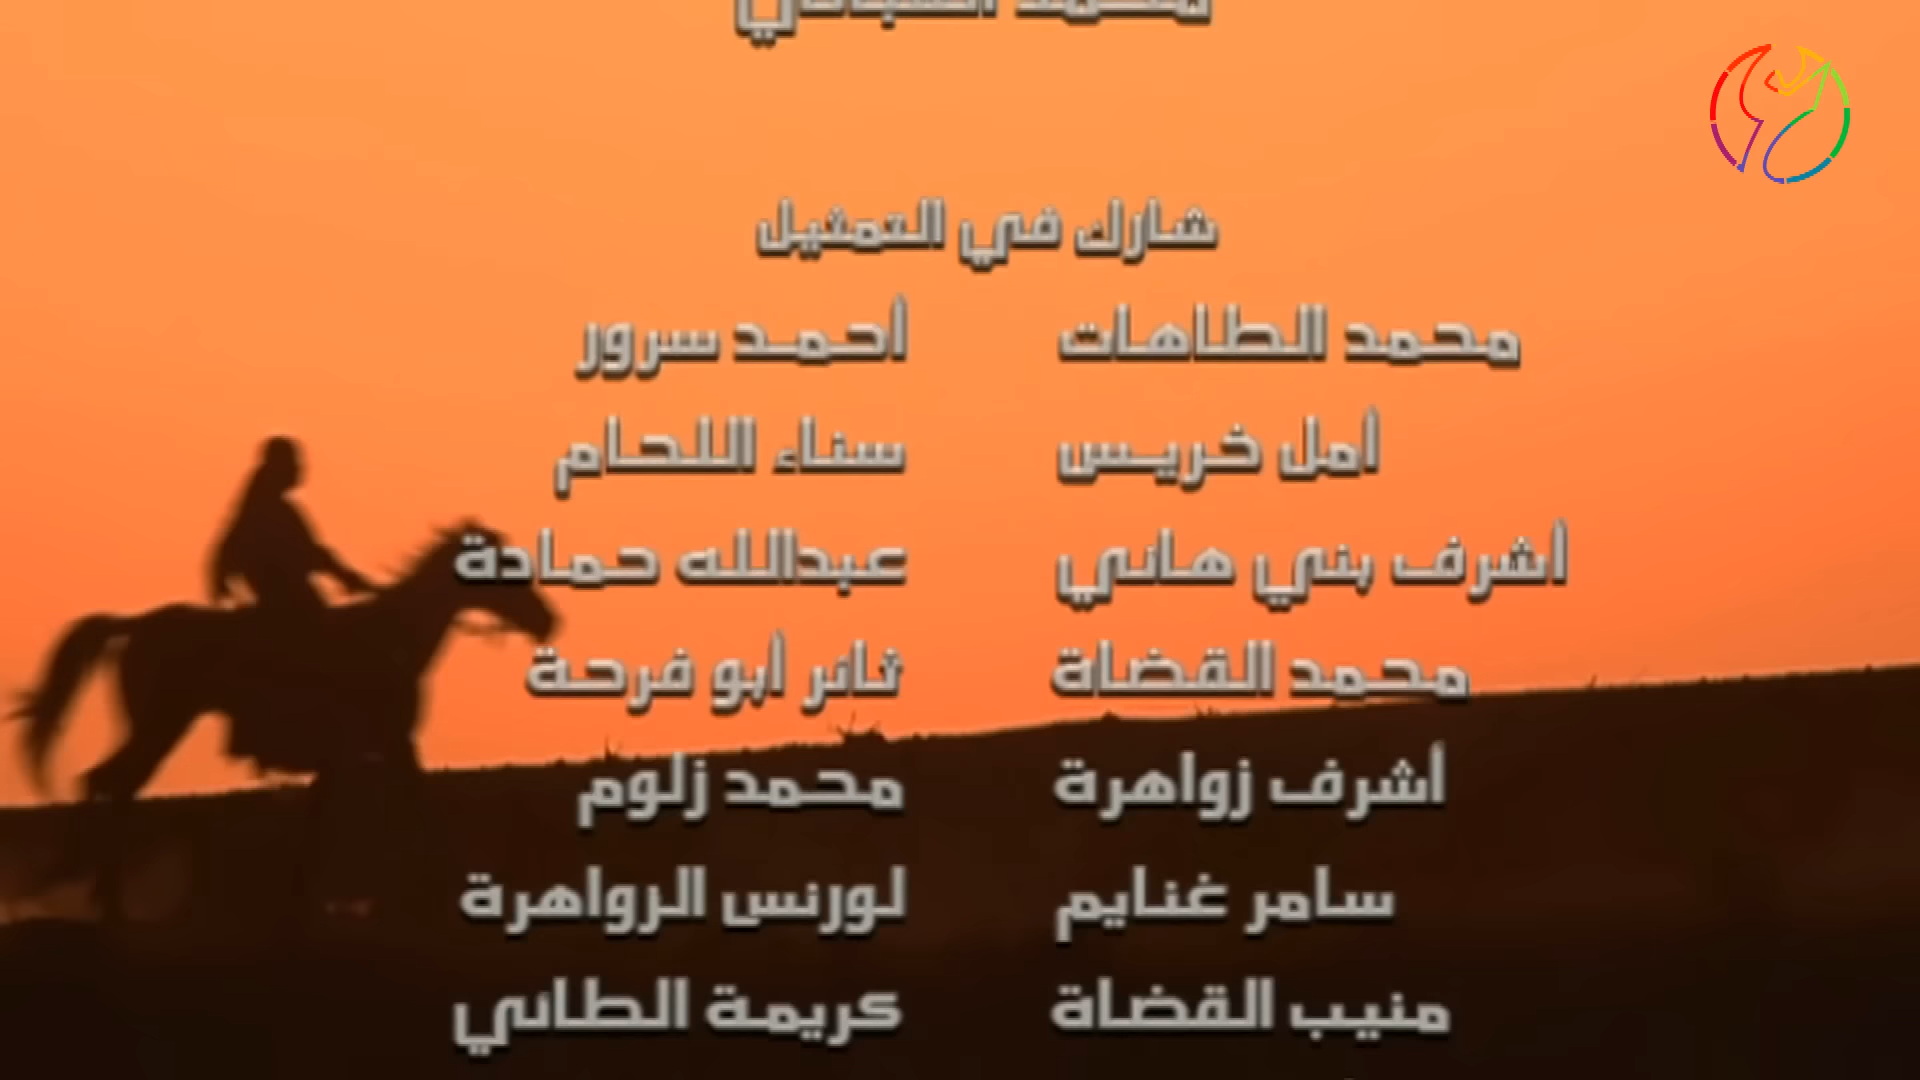 شارك في التمثيل
محمد الطاهات أحمد سرور
أمل خريس سناء اللحام
أشرف بني هاني عبدالله حمادة
محمد القضاة ثائر أبو فرحة
أشرف زواهرة محمد زلوم
سامر غنايم لورنس الرواهرة
منيب القضاة كريمة الطائي